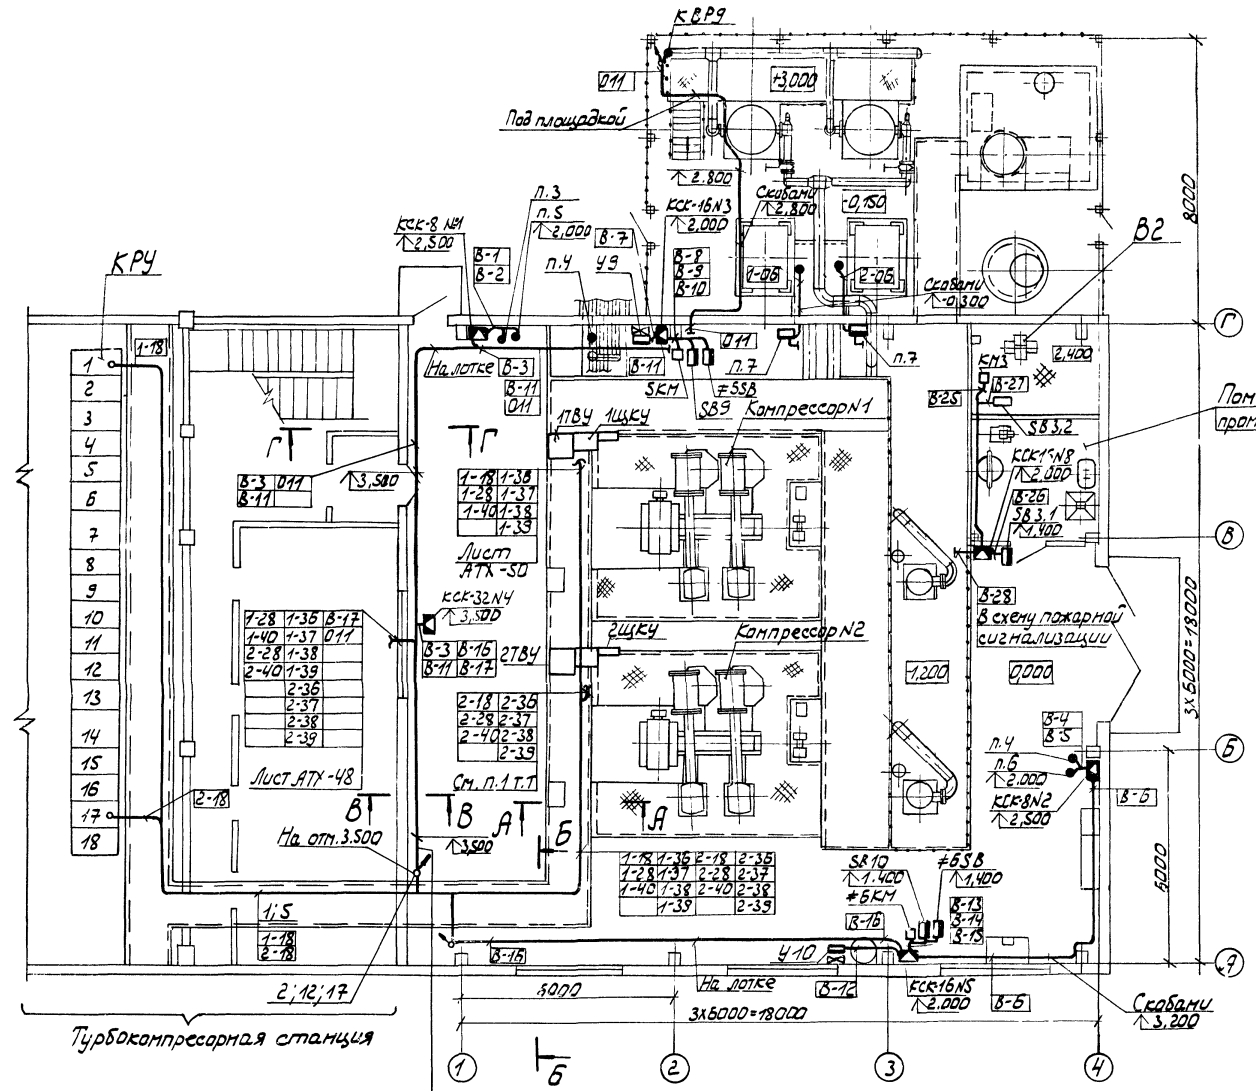 КВР9
011
+3,000
Под площадкой
2.800
Скобами
2.800
-0,150
8000
КСК-16N3
2,000
п.3
п.5
2,000
КСК-8 №1
2,500
В-7
В-1
В-2
п.4
У9
В-8
В-9
В-10
1-06
2-06
Скобами
-0,300
В2
КРУ
Г
1-18
На лотке
В-3
В-11
011
В-11
5КМ
SB9
≠5SB
011
п.7
п.7
2,400
КМ3
В-27
В-25
SB3,2
Пом
1
2
3
4
5
6
7
8
9
10
11
12
13
14
15
16
17
18
1ТВУ
1ЩКУ
Компрессор N1
Г
Г
В-3 011
В-11
3,500
1-18 1-36
1-28 1-37
1-40 1-38
1-39
Лист
АТХ-50
2,000
В-26
SB3,1
1,400
В
КСК-32N4
3,500
В-28
В схему пожарной
сигнализации
1-28 1-36 В-17
1-40 1-37 011
2-28 1-38
2-40 1-39
2-36
2-37
2-38
2-39
Лист АТХ-48
В-3 В-16
В-11 В-17
2ТВУ
2ЩКУ
Компрессор N2
-1,200
0,000
3х6000=18000
2-18 2-36
2-28 2-37
2-40 2-38
2-39
См. п.1 т.т
В-4
В-5
п.4
п.6
2.000
КСК-8N2
2,500
В-6
Б
2-18
В
В
А
А
На отм.3.500
3,500
Б
6000
1-18 1-36 2-18 2-36
1-28 1-37 2-28 2-37
1-40 1-38 2-40 2-38
1-39 2-39
SB10
1.400
≠6SB
1,400
≠6КМ
В-16
В-13
В-14
В-15
1;5
1-18
2-18
В-16
У10
А
2;12;17
6000
На лотке
В-12
КСК-16N5
2.000
В-6
Скобами
3,200
3х6000=18000
Турбокомпресорная станция
1
2
3
4
Б